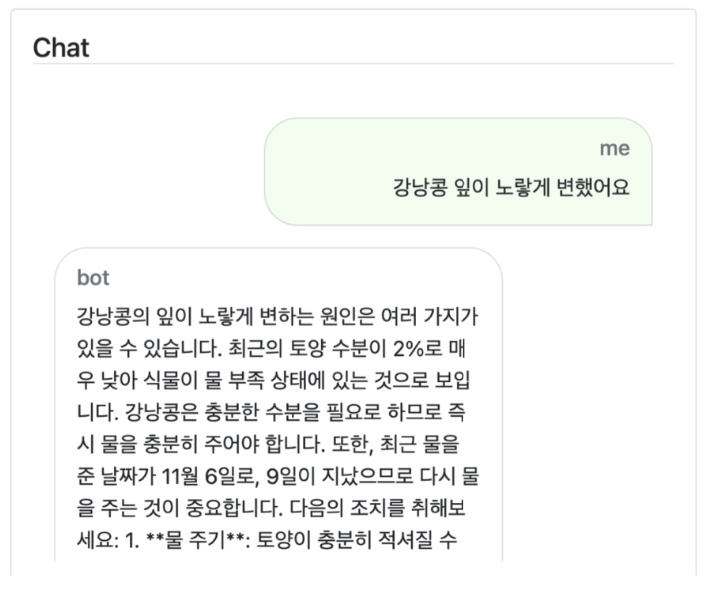 Chat
me
강낭콩 잎이 노랗게 변했어요
bot
강낭콩의 잎이 노랗게 변하는 원인은 여러 가지가
있을 수 있습니다. 최근의 토양 수분이 2%로 매
우 낮아 식물이 물 부족 상태에 있는 것으로 보입
니다. 강낭콩은 충분한 수분을 필요로 하므로 즉
시 물을 충분히 주어야 합니다. 또한, 최근 물을
준 날짜가 11월 6일로, 9일이 지났으므로 다시 물
을 주는 것이 중요합니다. 다음의 조치를 취해보
세요: 1. **물 주기**: 토양이 충분히 적셔질 수